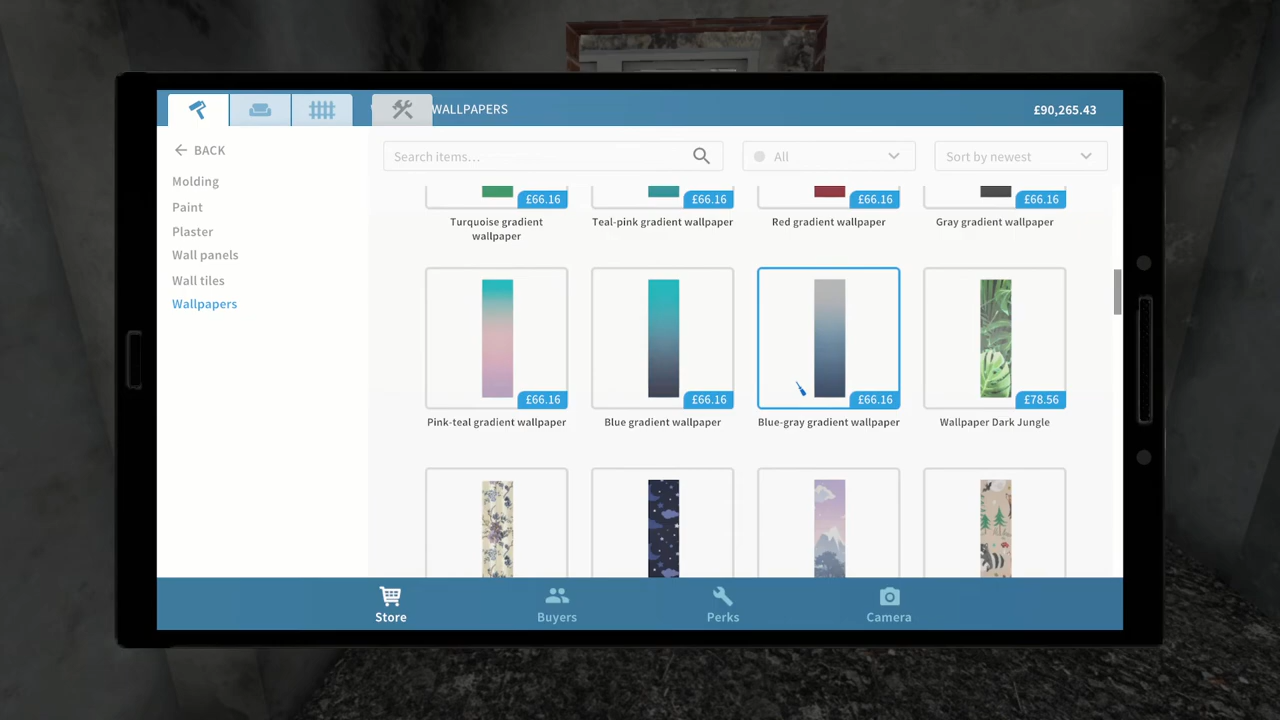 WALLPAPERS
£90,265.43
BACK
Search items...
All
Sort by newest
Molding
Paint
Plaster
Wall panels
Wall tiles
Wallpapers
£66.16
£66.16
£66.16
£66.16
Turquoise gradient
wallpaper
Teal-pink gradient wallpaper
Red gradient wallpaper
Gray gradient wallpaper
£66.16
£66.16
£66.16
£78.56
Pink-teal gradient wallpaper
Blue gradient wallpaper
Blue-gray gradient wallpaper
Wallpaper Dark Jungle
Store
Buyers
Perks
Camera